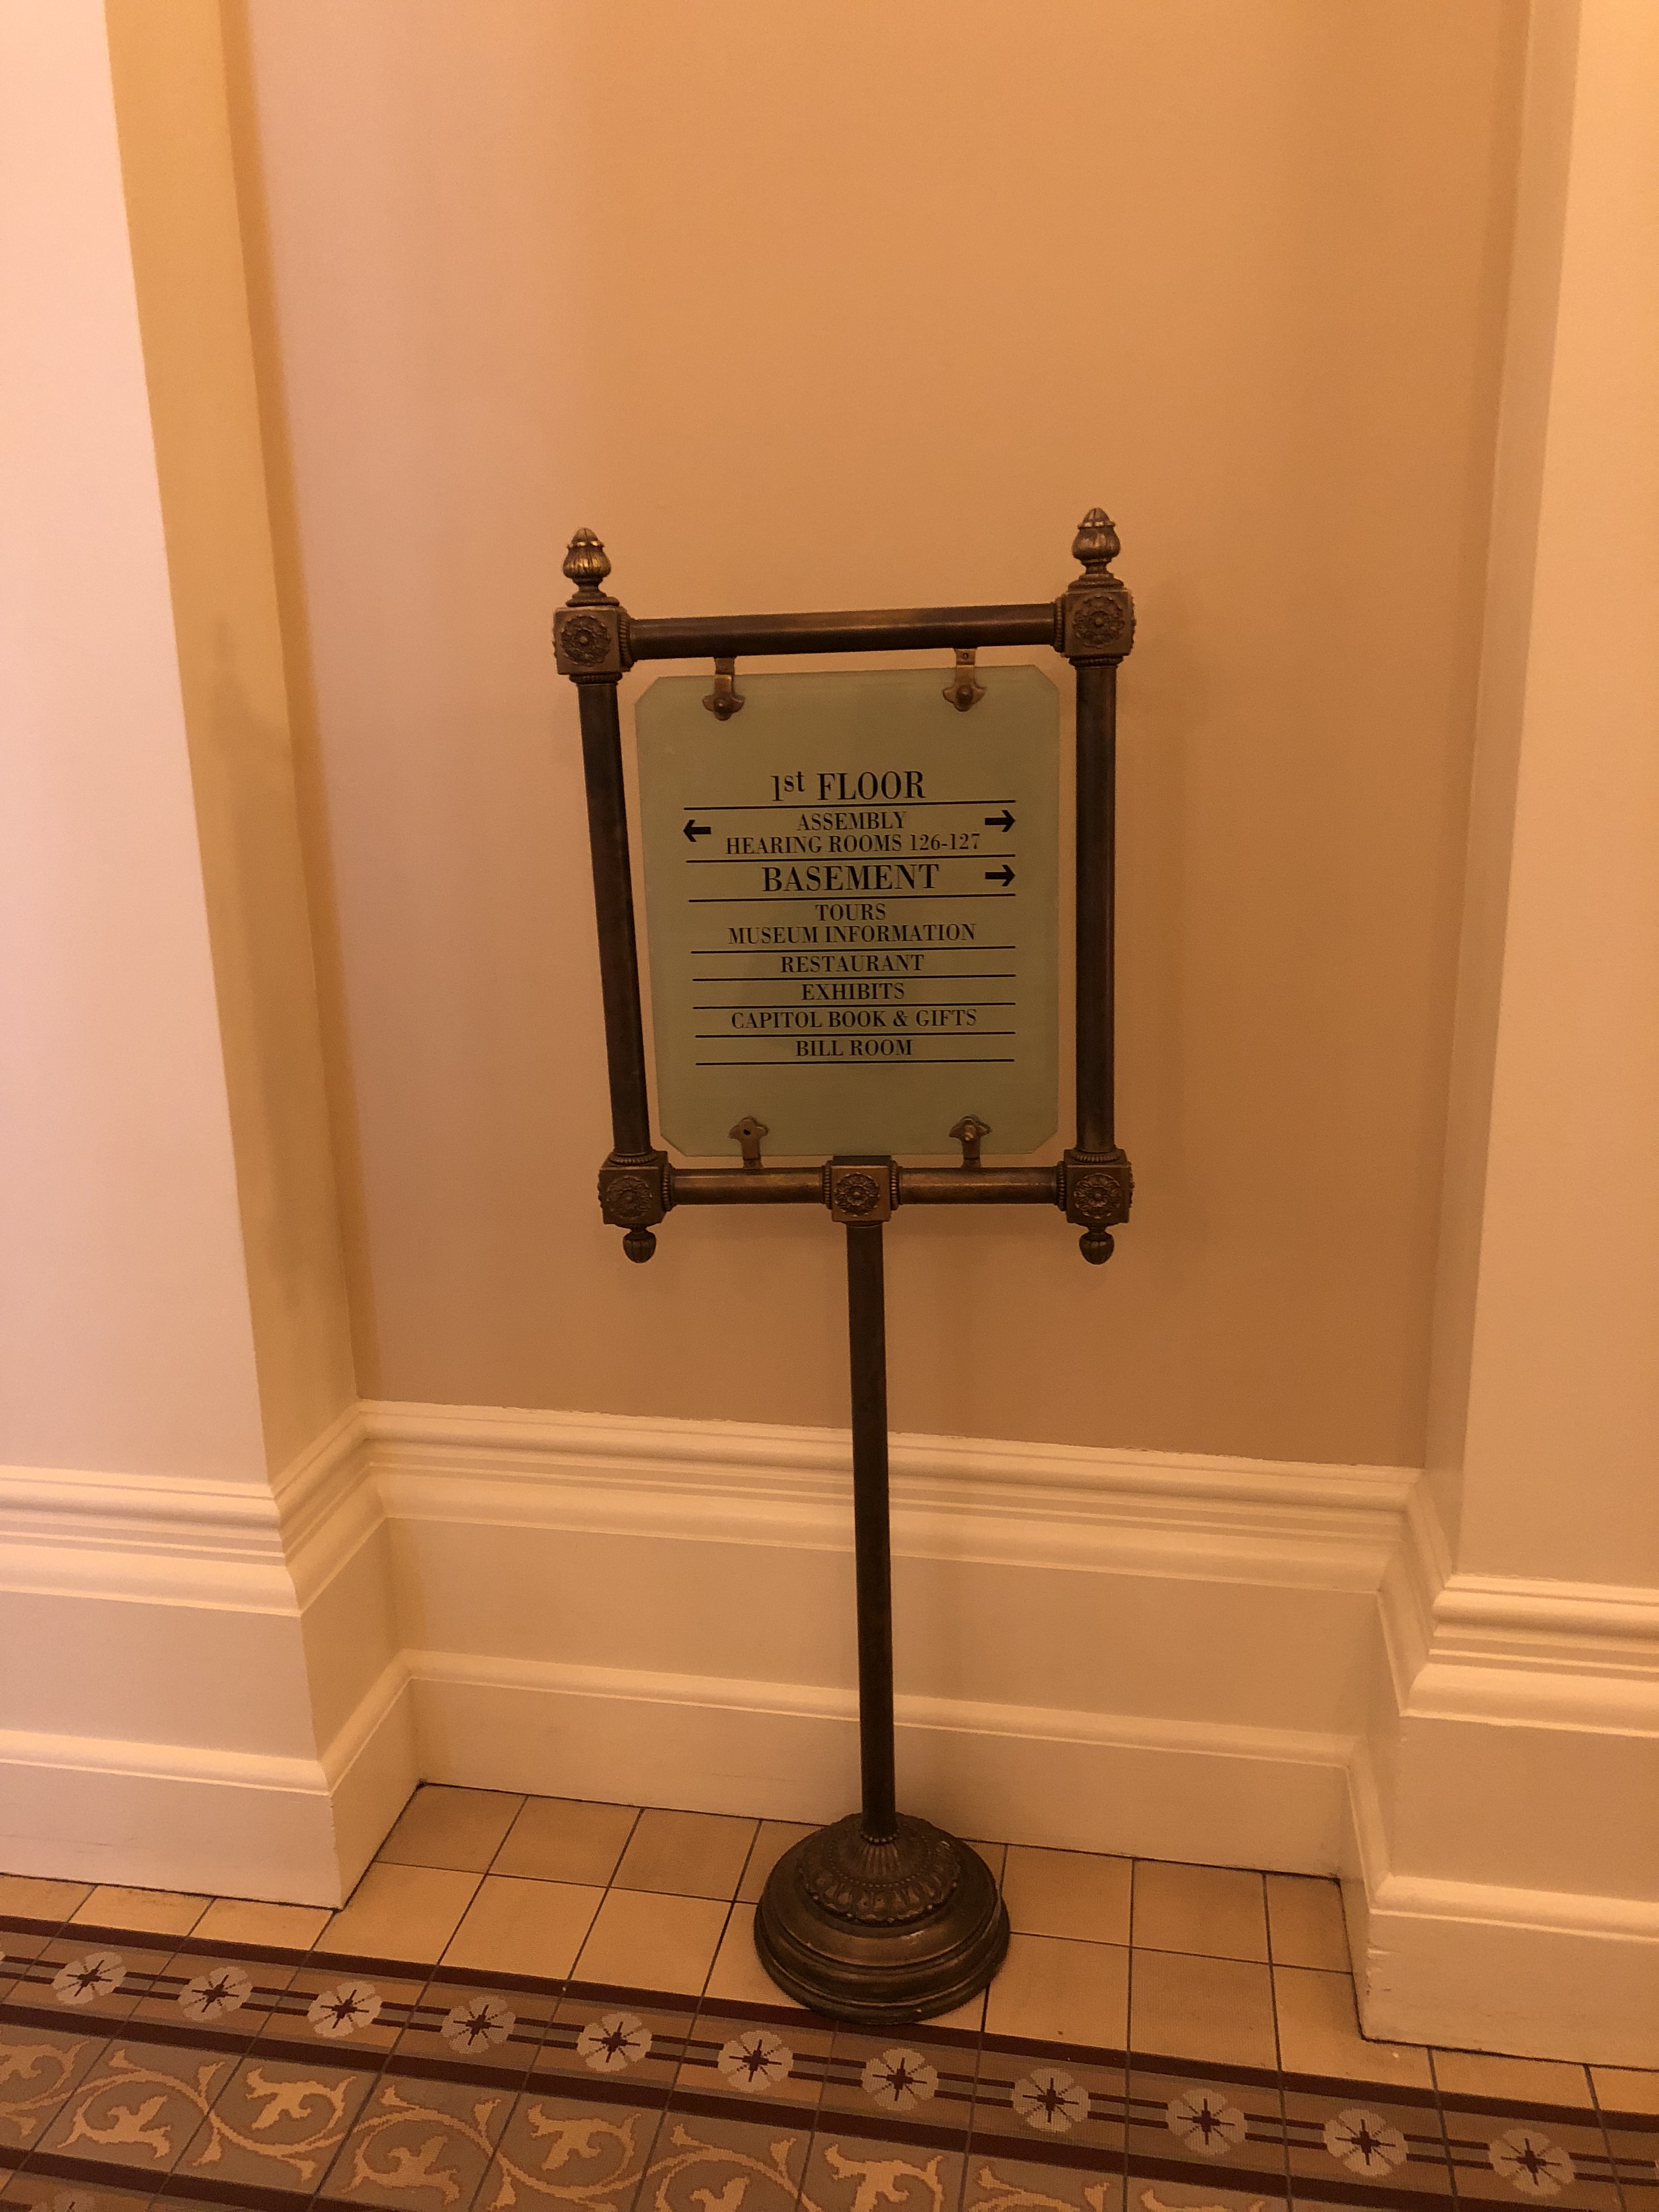 1st FLOOR
← ASSEMBLY →
HEARING ROOMS 126-127
BASEMENT →
TOURS
MUSEUM INFORMATION
RESTAURANT
EXHIBITS
CAPITOL BOOK & GIFTS
BILL ROOM